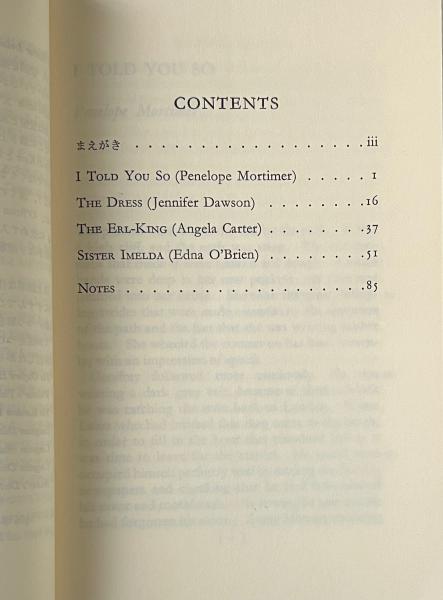 CONTENTS
まえがき . . . . . . . . . . . . . . . . . . iii
I TOLD YOU SO (Penelope Mortimer) . . . . . 1
THE DRESS (Jennifer Dawson) . . . . . . . 16
THE ERL-KING (Angela Carter) . . . . . . . 37
SISTER IMELDA (Edna O'Brien) . . . . . . . 51
NOTES . . . . . . . . . . . . . . . . . . 85